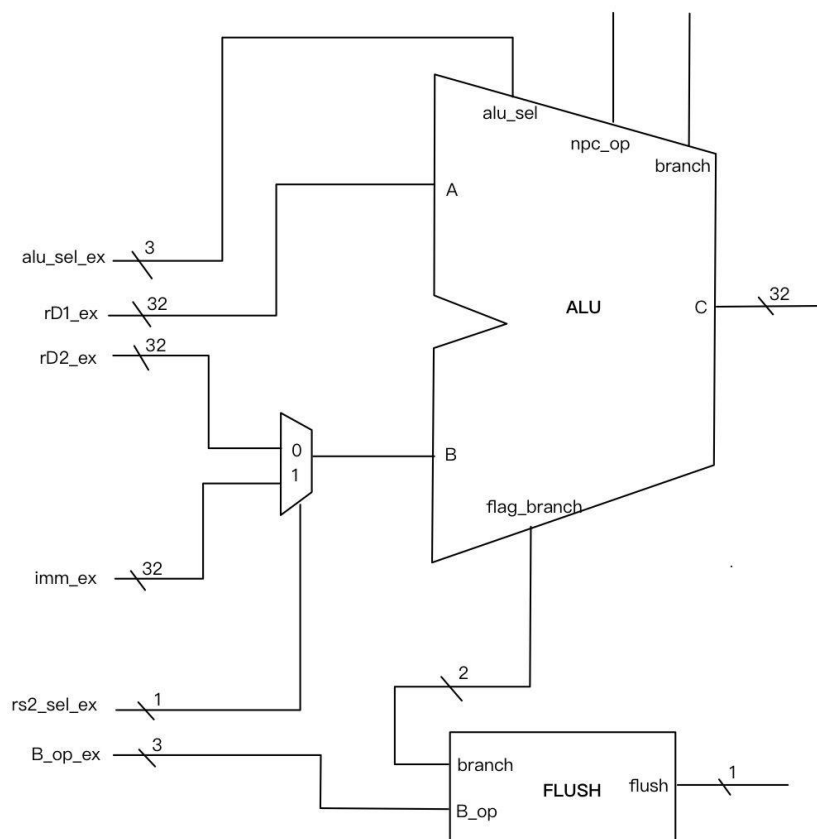 alu_sel
npc_op
branch
A
alu_sel_ex
3
rD1_ex
32
ALU
C
32
rD2_ex
32
0
1
B
flag_branch
imm_ex
32
2
rs2_sel_ex
1
B_op_ex
3
branch
FLUSH
flush
1
B_op